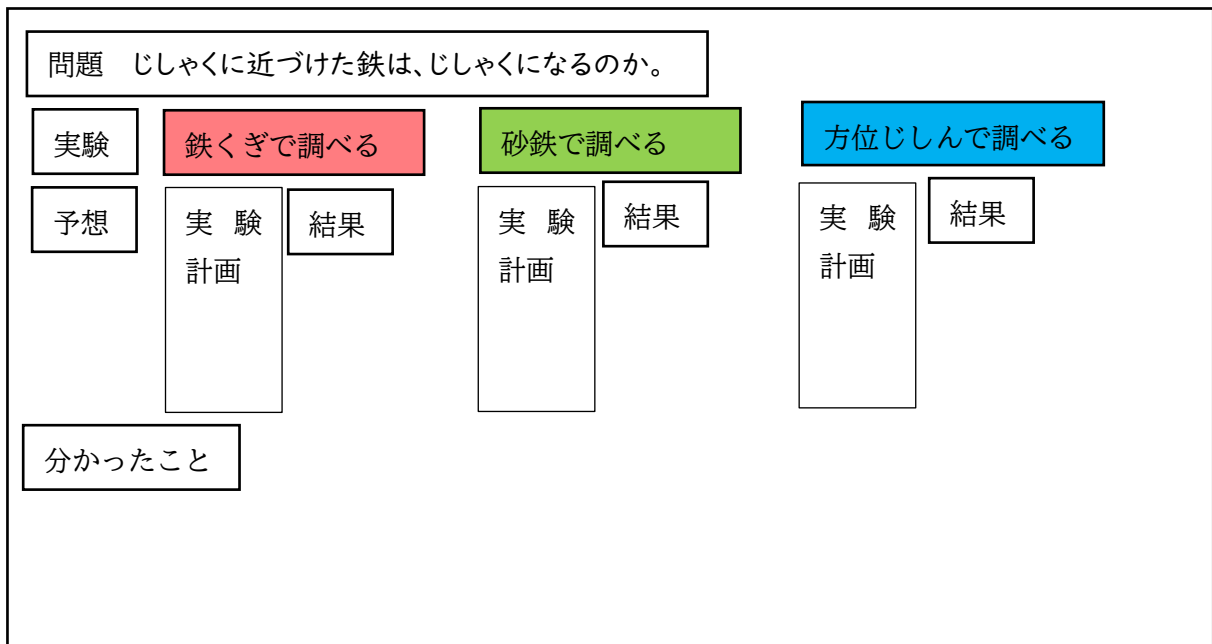 問題　じしゃくに近づけた鉄は、じしゃくになるのか。
実験
鉄くぎで調べる
砂鉄で調べる
方位じしんで調べる
予想
実　験
計画
結果
実　験
計画
結果
実　験
計画
結果
分かったこと